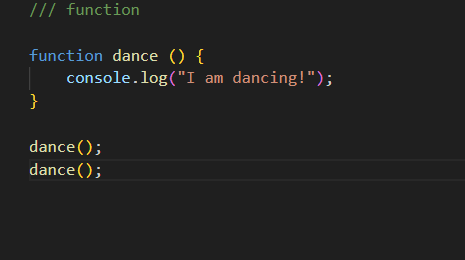 /// function
function dance () {
    console.log("I am dancing!");
}
dance();
dance();